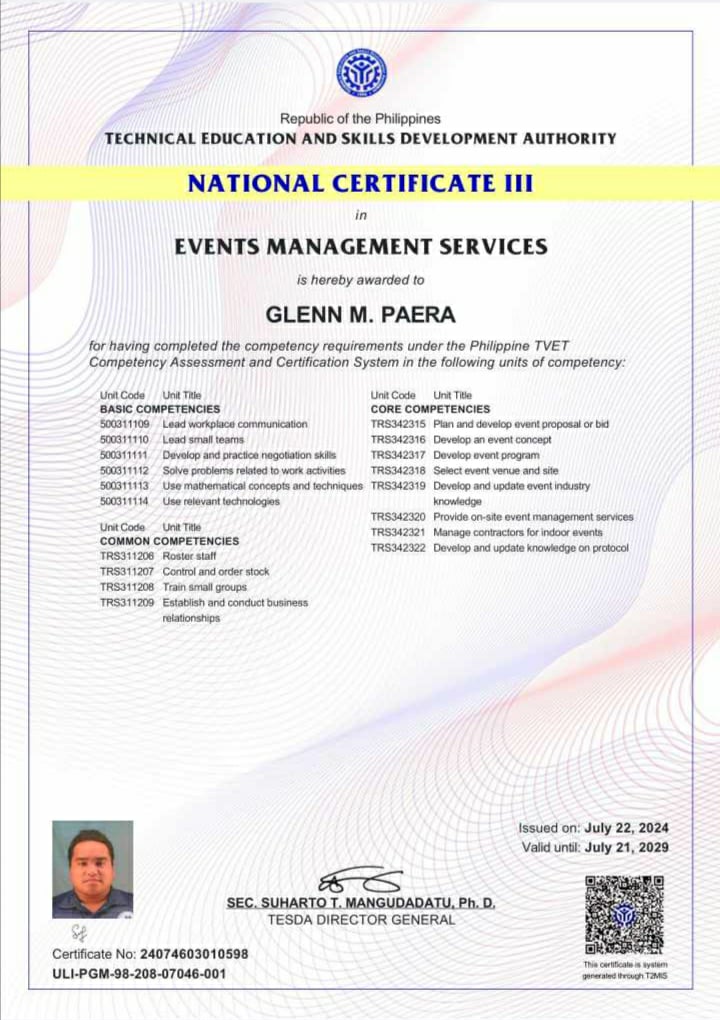 Republic of the Philippines
TECHNICAL EDUCATION AND SKILLS DEVELOPMENT AUTHORITY
NATIONAL CERTIFICATE III
in
EVENTS MANAGEMENT SERVICES
is hereby awarded to
GLENN M. PAERA
for having completed the competency requirements under the Philippine TVET
Competency Assessment and Certification System in the following units of competency:
Unit Code Unit Title
BASIC COMPETENCIES
500311109 Lead workplace communication
500311110 Lead small teams
500311111 Develop and practice negotiation skills
500311112 Solve problems related to work activities
500311113 Use mathematical concepts and techniques
500311114 Use relevant technologies
Unit Code Unit Title
COMMON COMPETENCIES
TRS311206 Roster staff
TRS311207 Control and order stock
TRS311208 Train small groups
TRS311209 Establish and conduct business
relationships
Unit Code Unit Title
CORE COMPETENCIES
TRS342315 Plan and develop event proposal or bid
TRS342316 Develop an event concept
TRS342317 Develop event program
TRS342318 Select event venue and site
TRS342319 Develop and update event industry
knowledge
TRS342320 Provide on-site event management services
TRS342321 Manage contractors for indoor events
TRS342322 Develop and update knowledge on protocol
Issued on: July 22, 2024
Valid until: July 21, 2029
SEC. SUHARTO T. MANGUDADATU, Ph. D.
TESDA DIRECTOR GENERAL
Certificate No: 24074603010598
ULI-PGM-98-208-07046-001
This certificate is system
generated through T2MIS